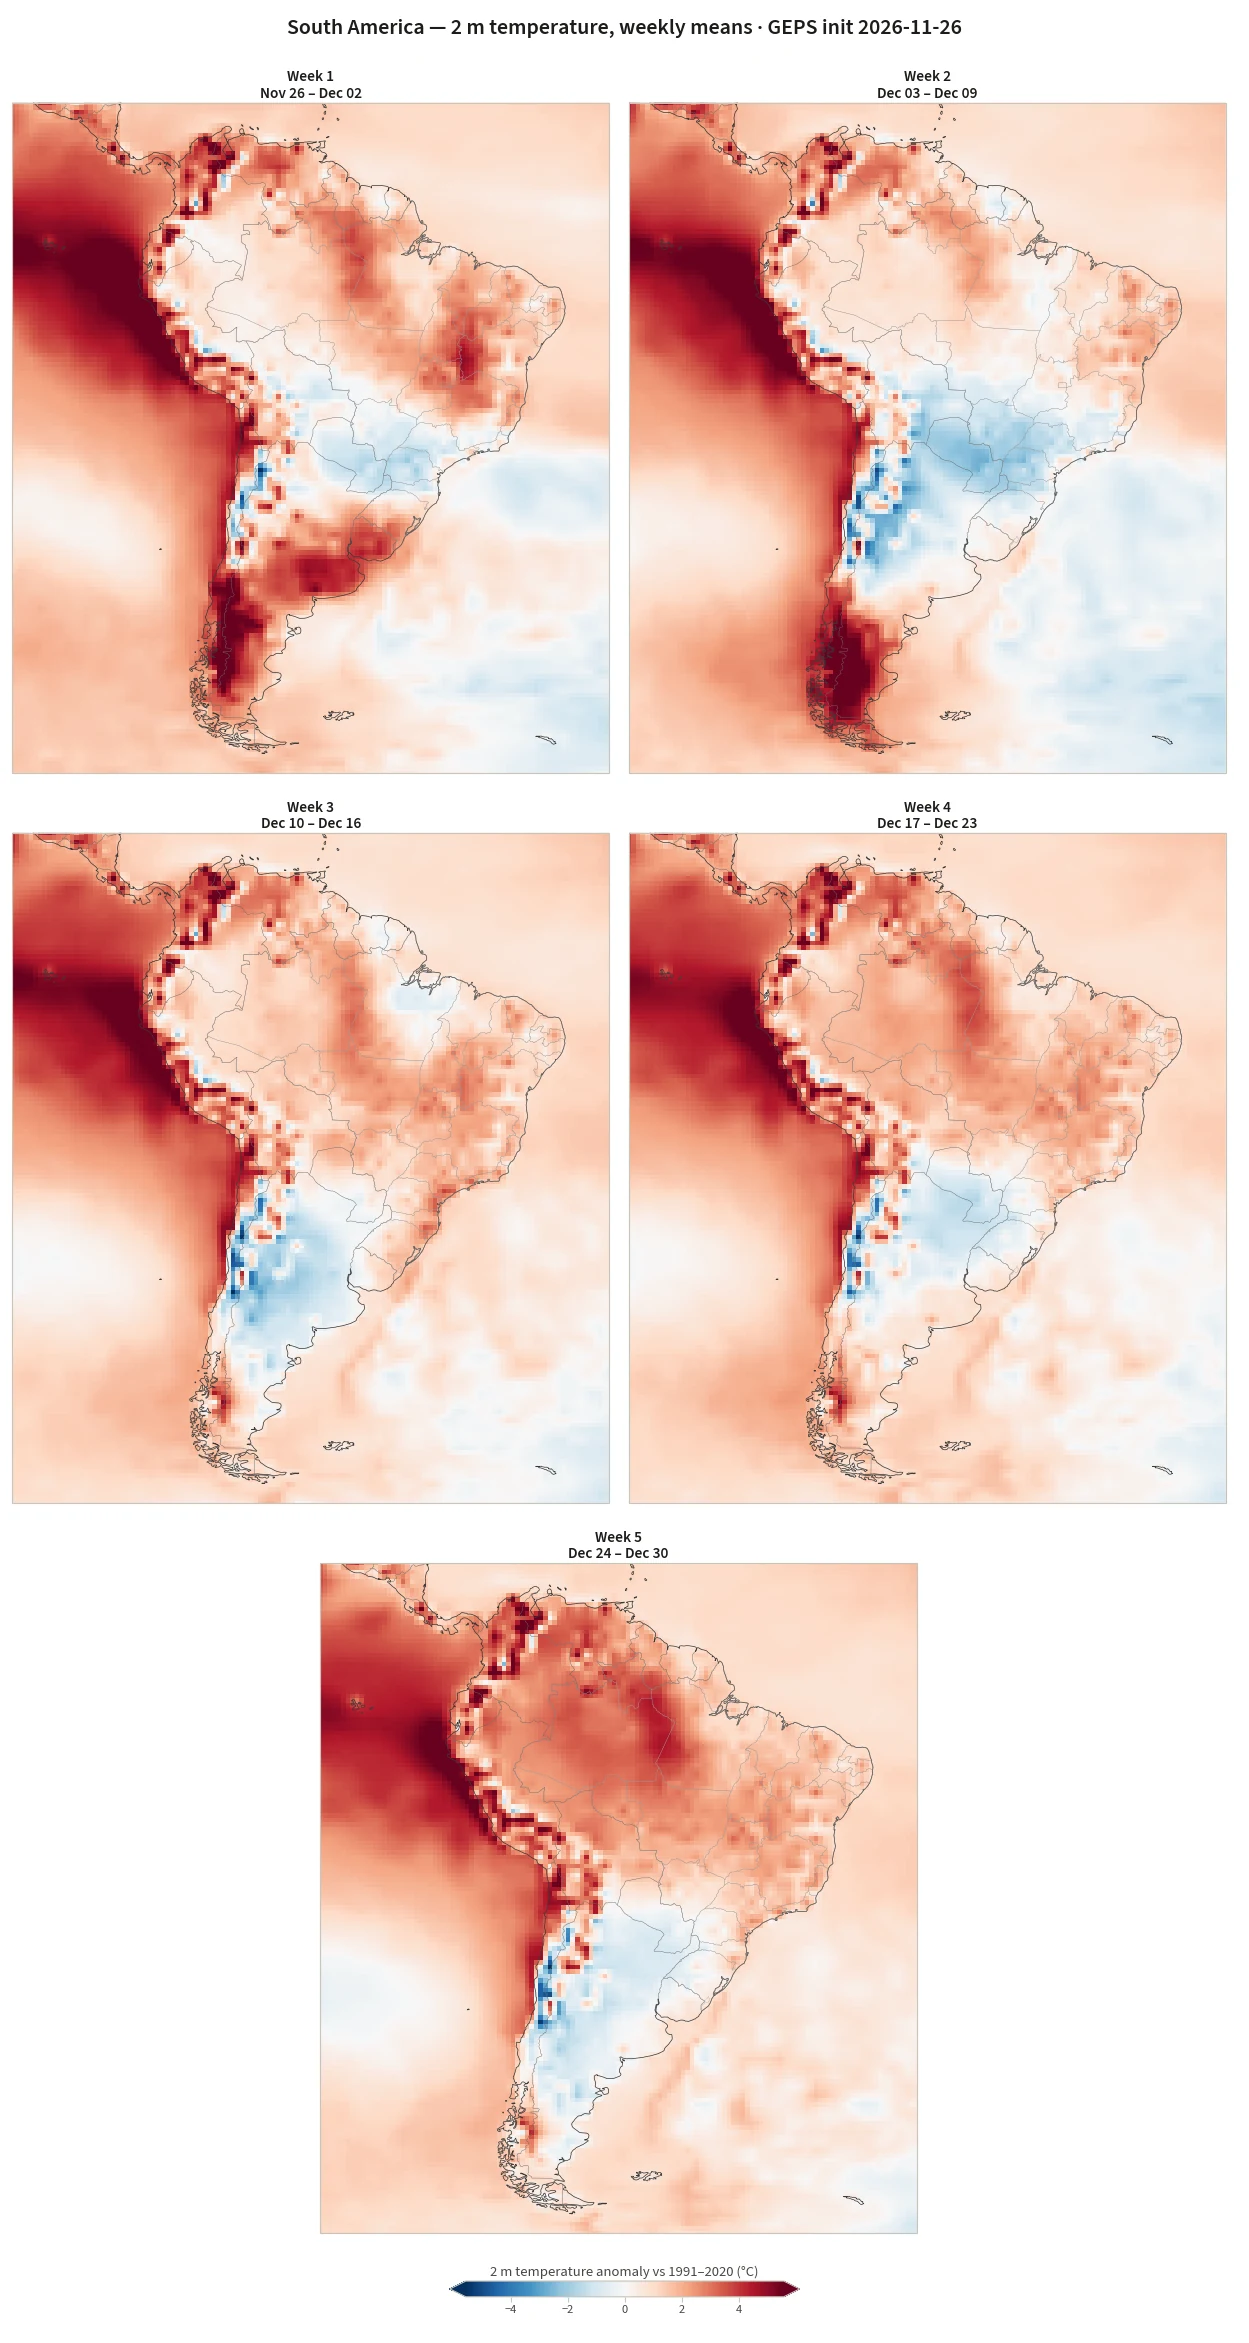 South America — 2 m temperature, weekly means · GEPS init 2026-11-26
Week 1
Nov 26 – Dec 02
Week 2
Dec 03 – Dec 09
Week 3
Dec 10 – Dec 16
Week 4
Dec 17 – Dec 23
Week 5
Dec 24 – Dec 30
2 m temperature anomaly vs 1991–2020 (°C)
−4 −2 0 2 4